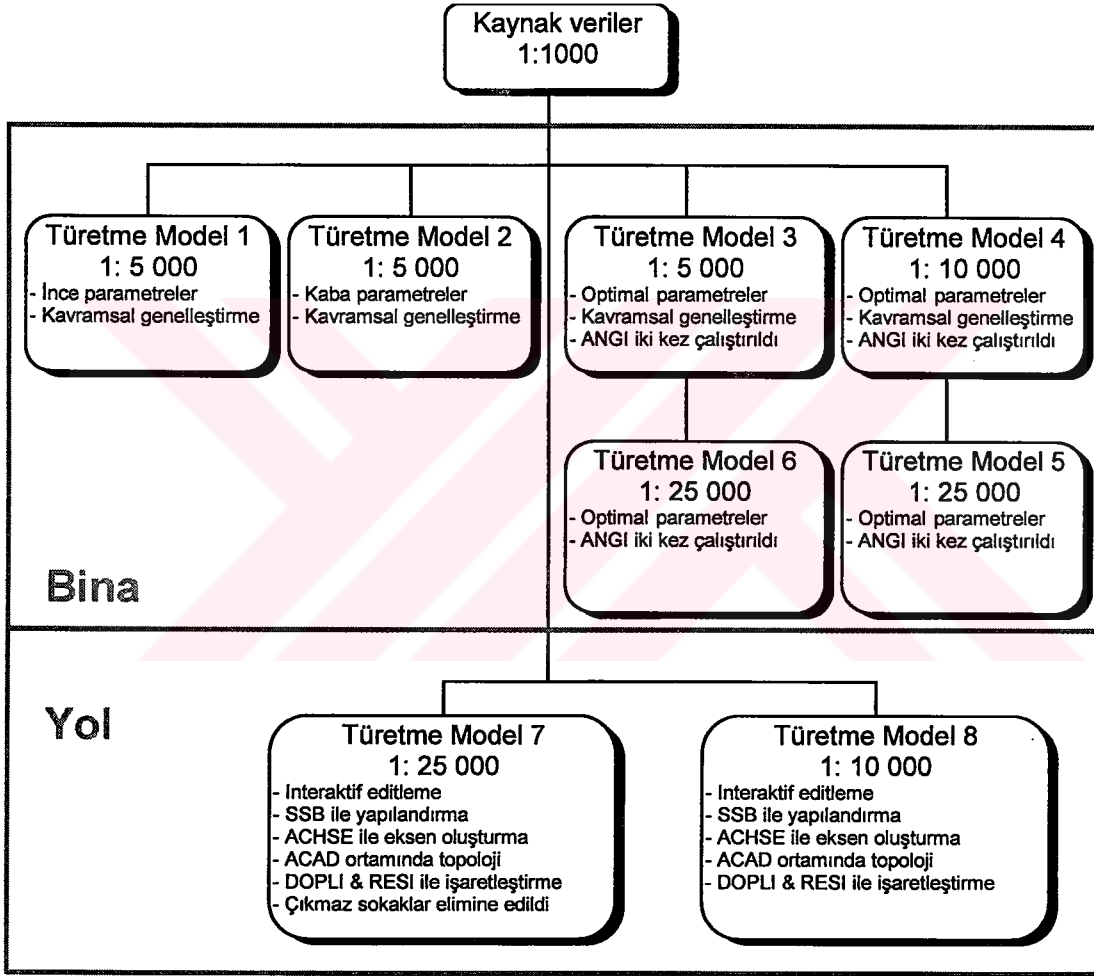 Kaynak veriler
1:1000
Türetme Model 1
1: 5 000
- İnce parametreler
- Kavramsal genelleştirme
Türetme Model 2
1: 5 000
- Kaba parametreler
- Kavramsal genelleştirme
Türetme Model 3
1: 5 000
- Optimal parametreler
- Kavramsal genelleştirme
- ANGI iki kez çalıştırıldı
Türetme Model 4
1: 10 000
- Optimal parametreler
- Kavramsal genelleştirme
- ANGI iki kez çalıştırıldı
Türetme Model 6
1: 25 000
- Optimal parametreler
- ANGI iki kez çalıştırıldı
Türetme Model 5
1: 25 000
- Optimal parametreler
- ANGI iki kez çalıştırıldı
Bina
Yol
Türetme Model 7
1: 25 000
- Interaktif editleme
- SSB ile yapılandırma
- ACHSE ile eksen oluşturma
- ACAD ortamında topoloji
- DOPLI & RESI ile işaretleştirme
- Çıkmaz sokaklar elimine edildi
Türetme Model 8
1: 10 000
- Interaktif editleme
- SSB ile yapılandırma
- ACHSE ile eksen oluşturma
- ACAD ortamında topoloji
- DOPLI & RESI ile işaretleştirme